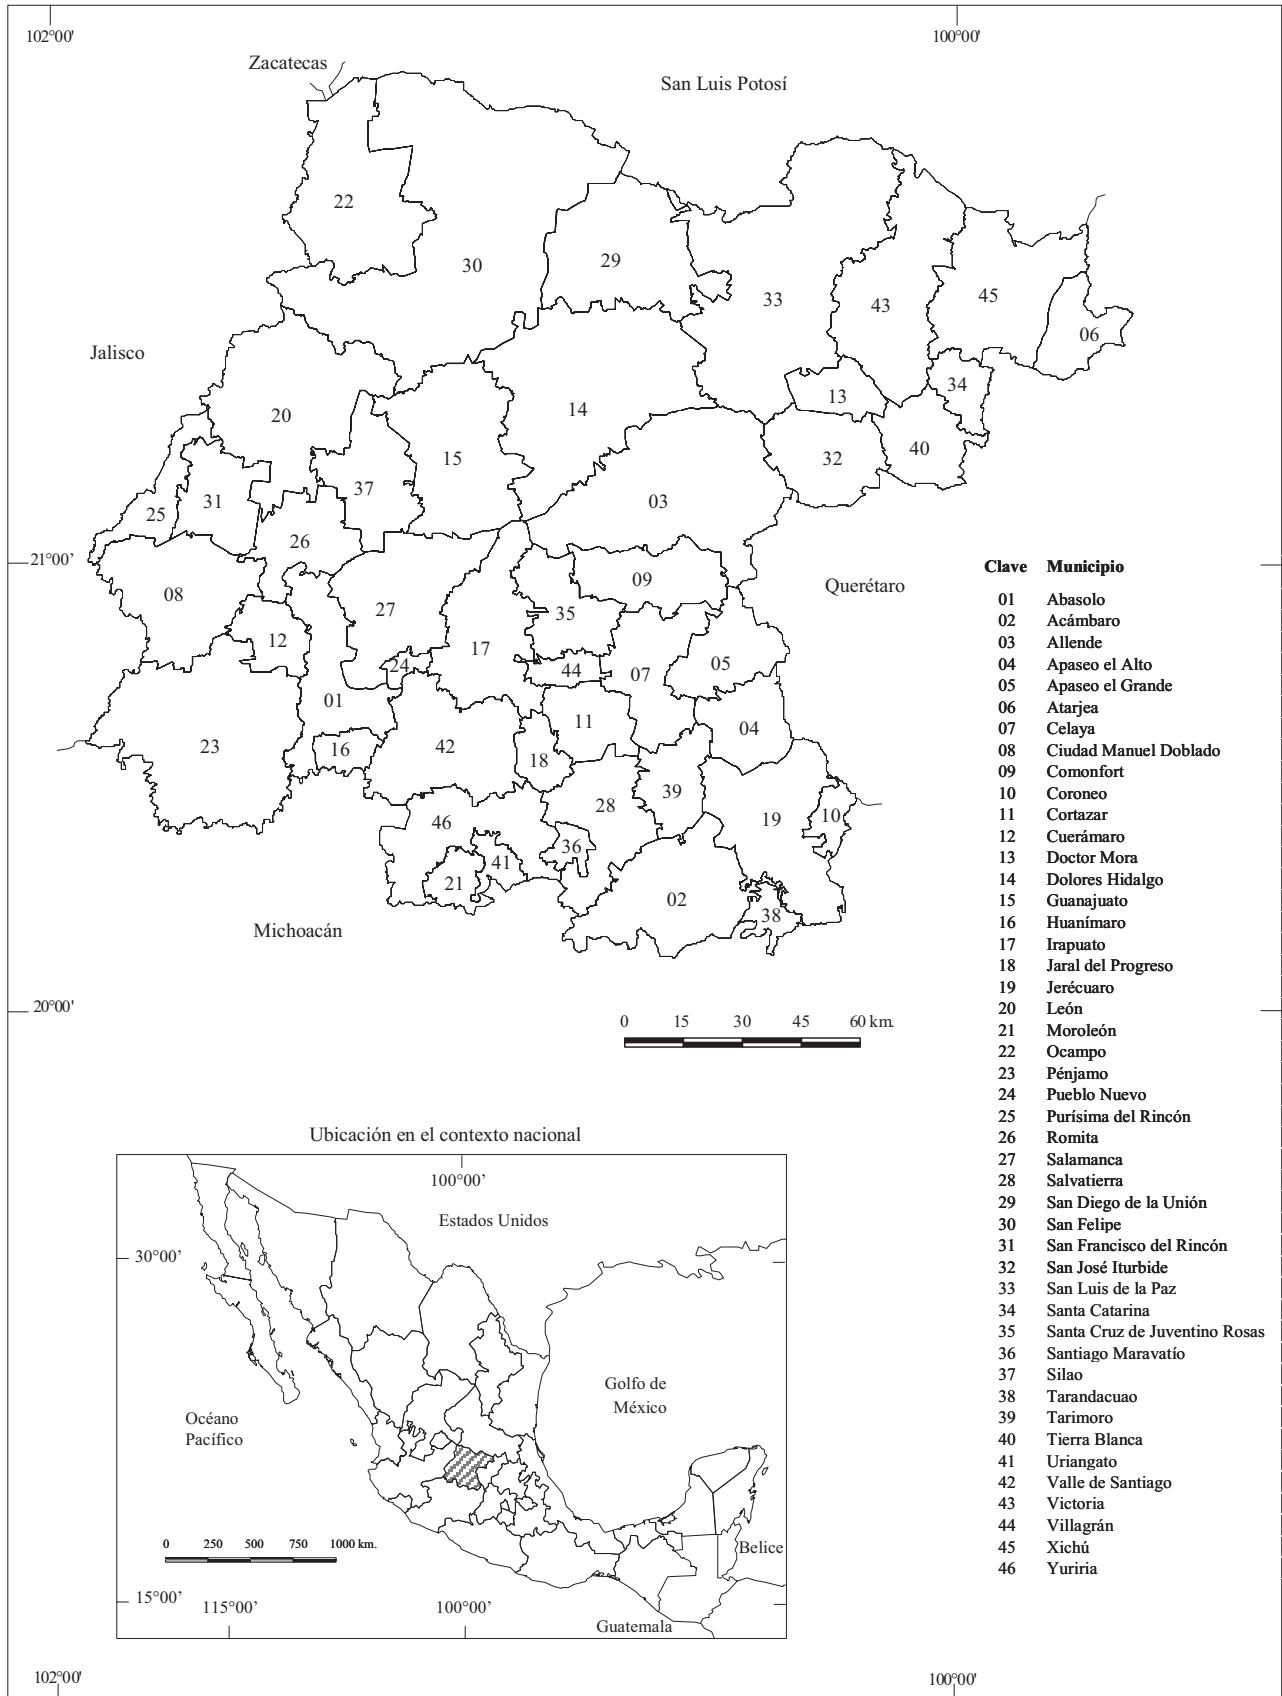 102°00'
100°00'
Zacatecas
San Luis Potosí
22
30
29
33
43
45
06
Jalisco
20
14
13
34
15
32
40
37
31
03
25
26
21°00'
08
27
09
Querétaro
35
12
17
24
44
07
05
01
11
04
23
16
42
18
39
28
19
10
46
36
41
21
02
38
Michoacán
20°00'
0 15 30 45 60 km.
Clave Municipio
01 Abasolo
02 Acámbaro
03 Allende
04 Apaseo el Alto
05 Apaseo el Grande
06 Atarjea
07 Celaya
08 Ciudad Manuel Doblado
09 Comonfort
10 Coroneo
11 Cortazar
12 Cuerámaro
13 Doctor Mora
14 Dolores Hidalgo
15 Guanajuato
16 Huanímaro
17 Irapuato
18 Jaral del Progreso
19 Jerécuaro
20 León
21 Moroleón
22 Ocampo
23 Pénjamo
24 Pueblo Nuevo
25 Purísima del Rincón
26 Romita
27 Salamanca
28 Salvatierra
29 San Diego de la Unión
30 San Felipe
31 San Francisco del Rincón
32 San José Iturbide
33 San Luis de la Paz
34 Santa Catarina
35 Santa Cruz de Juventino Rosas
36 Santiago Maravatío
37 Silao
38 Tarandacuao
39 Tarimoro
40 Tierra Blanca
41 Uriangato
42 Valle de Santiago
43 Victoria
44 Villagrán
45 Xichú
46 Yuriria
Ubicación en el contexto nacional
100°00’
Estados Unidos
30°00’
Golfo de
México
Océano
Pacífico
0 250 500 750 1000 km.
Belice
15°00’
115°00’
100°00’
Guatemala
102°00'
100°00'